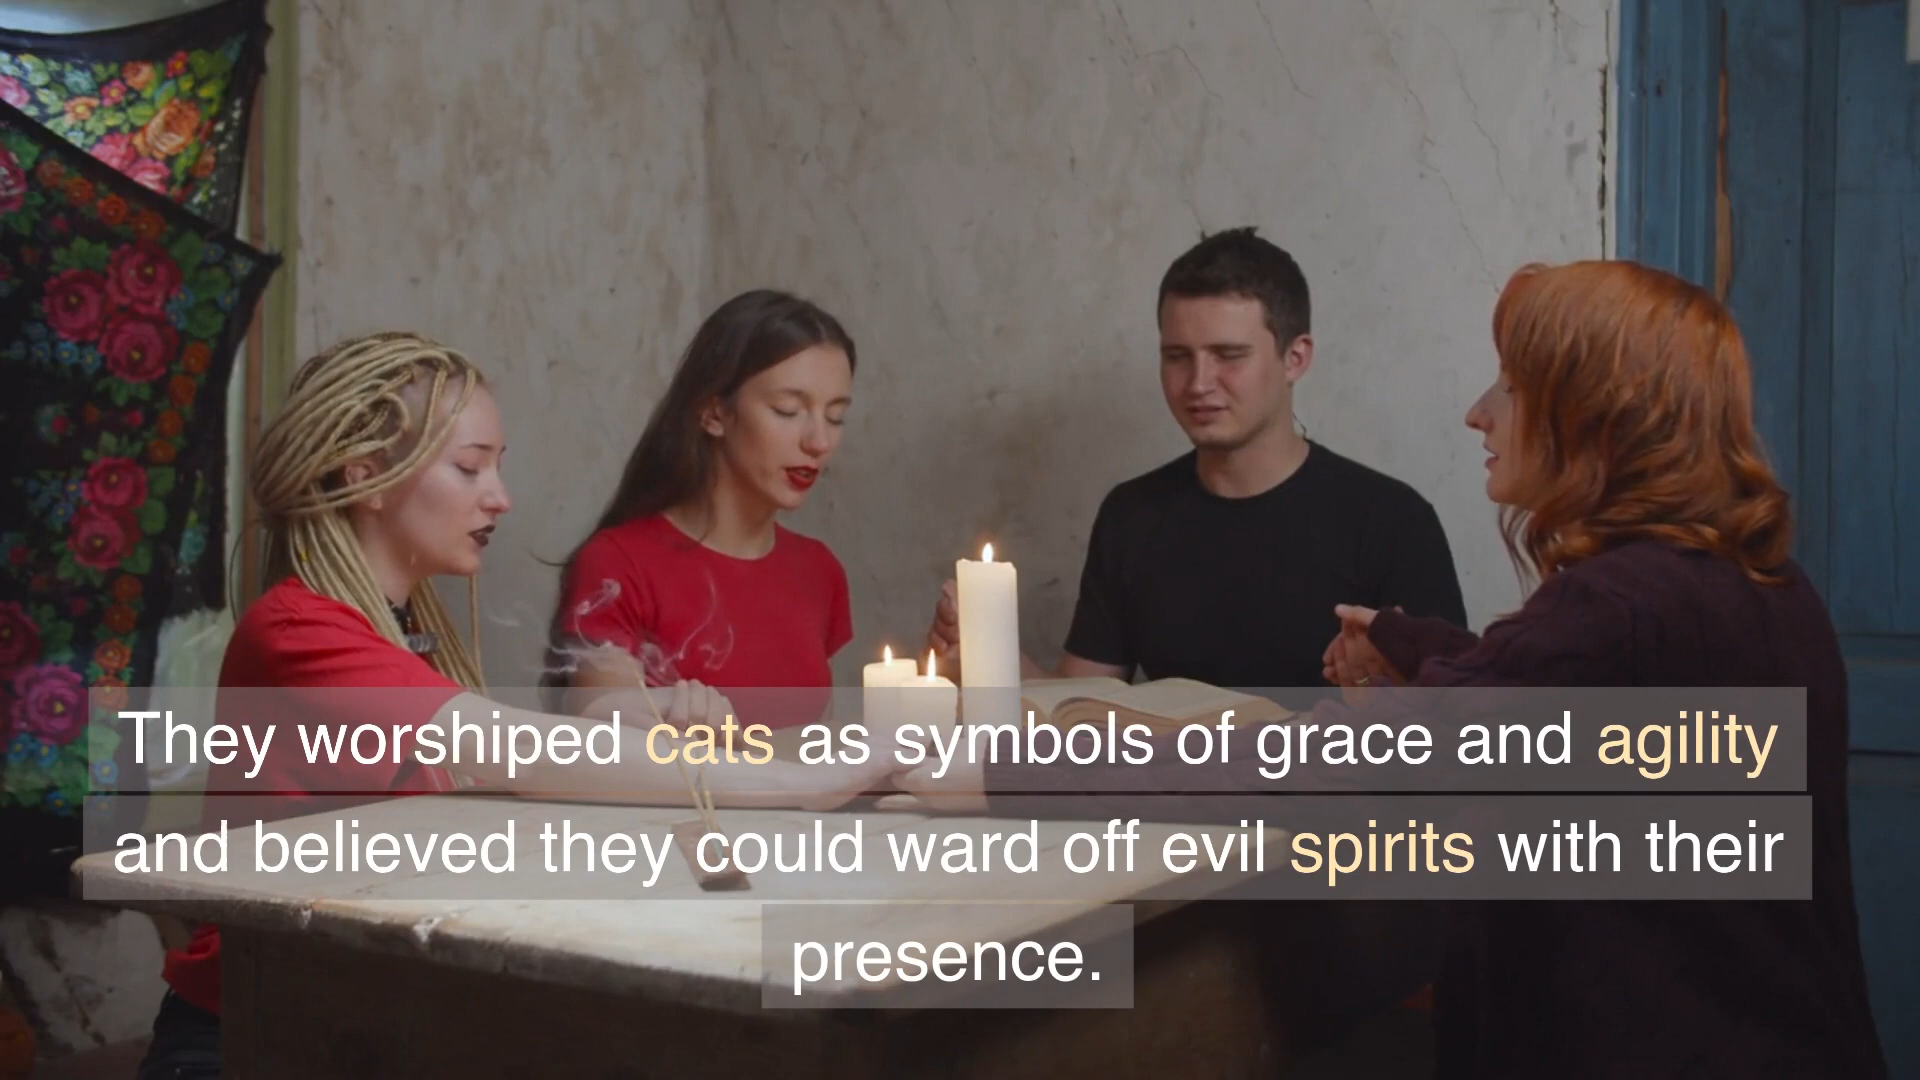 They worshiped cats as symbols of grace and agility
and believed they could ward off evil spirits with their
presence.